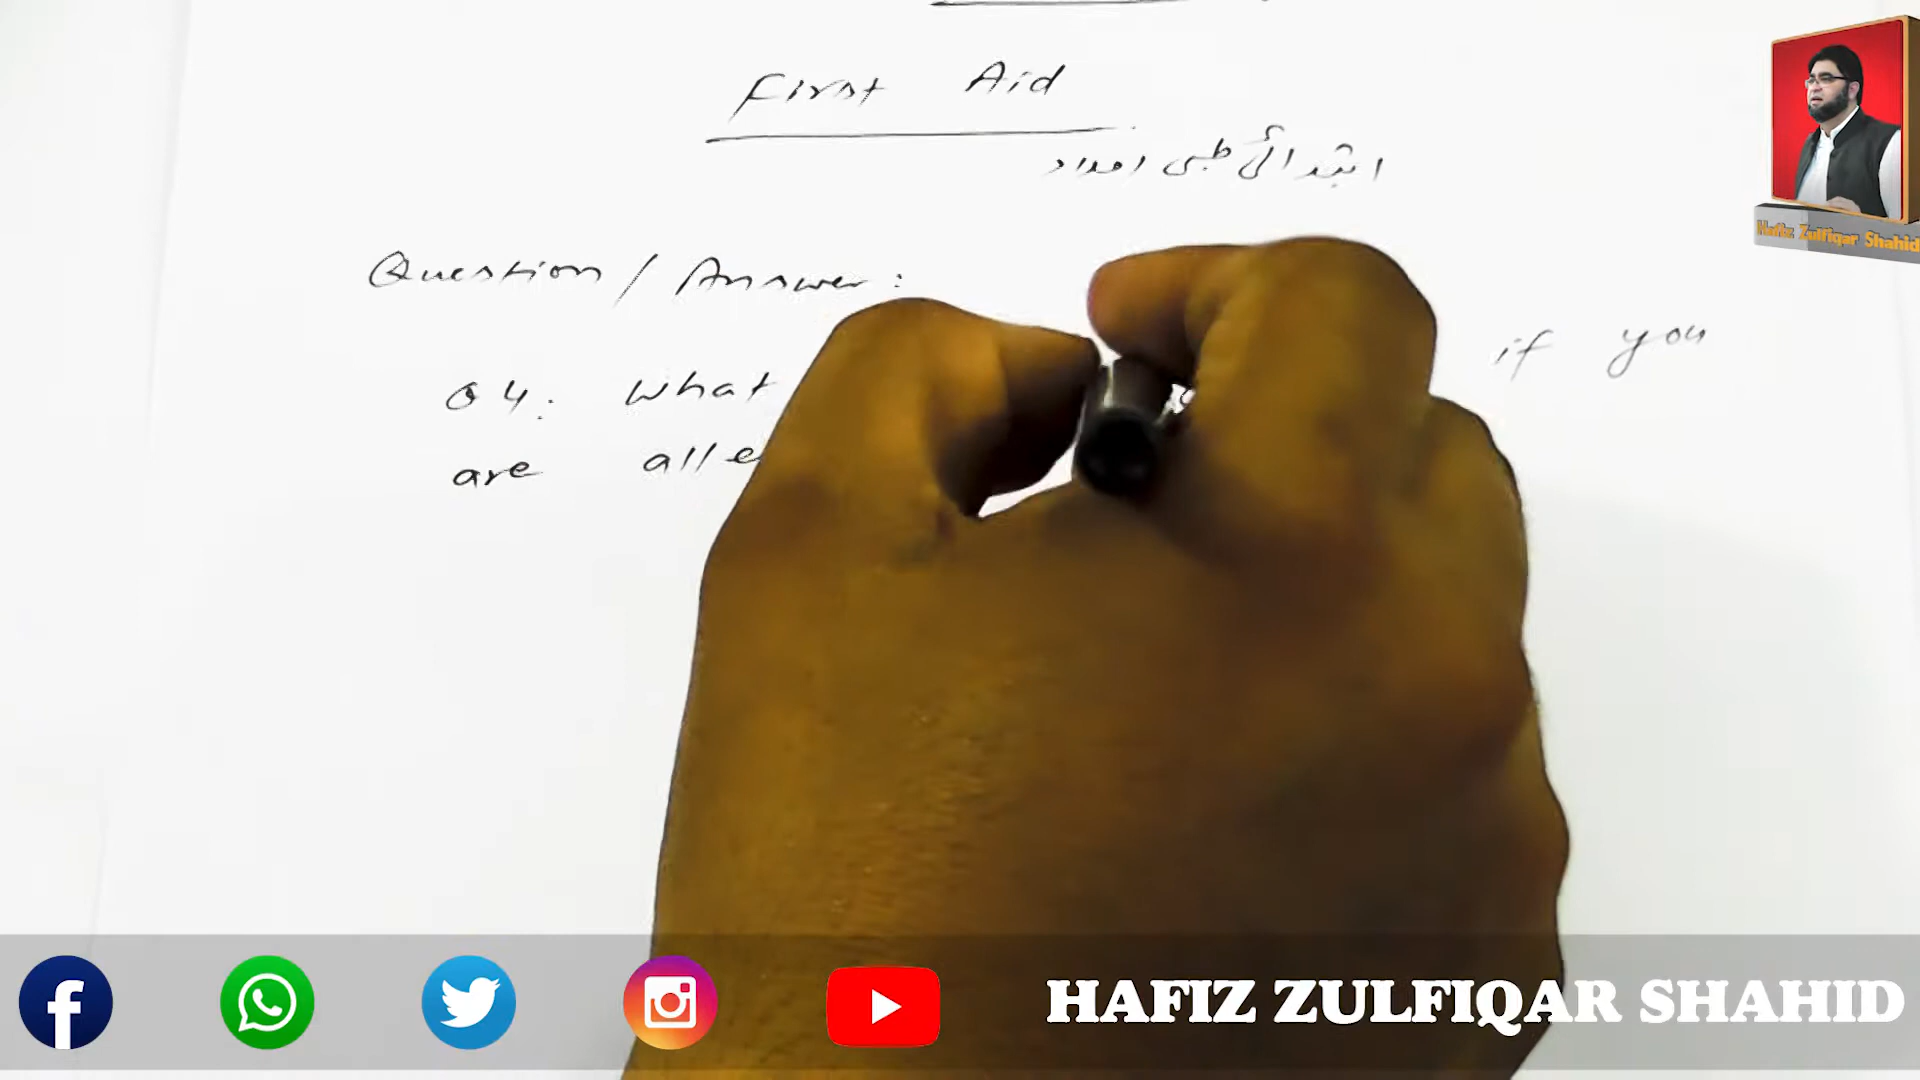 First Aid
ابتدائی طبی امداد
Hafiz Zulfiqar Shahid
Question / Answer:
Q4: What if you
are alle
HAFIZ ZULFIQAR SHAHID